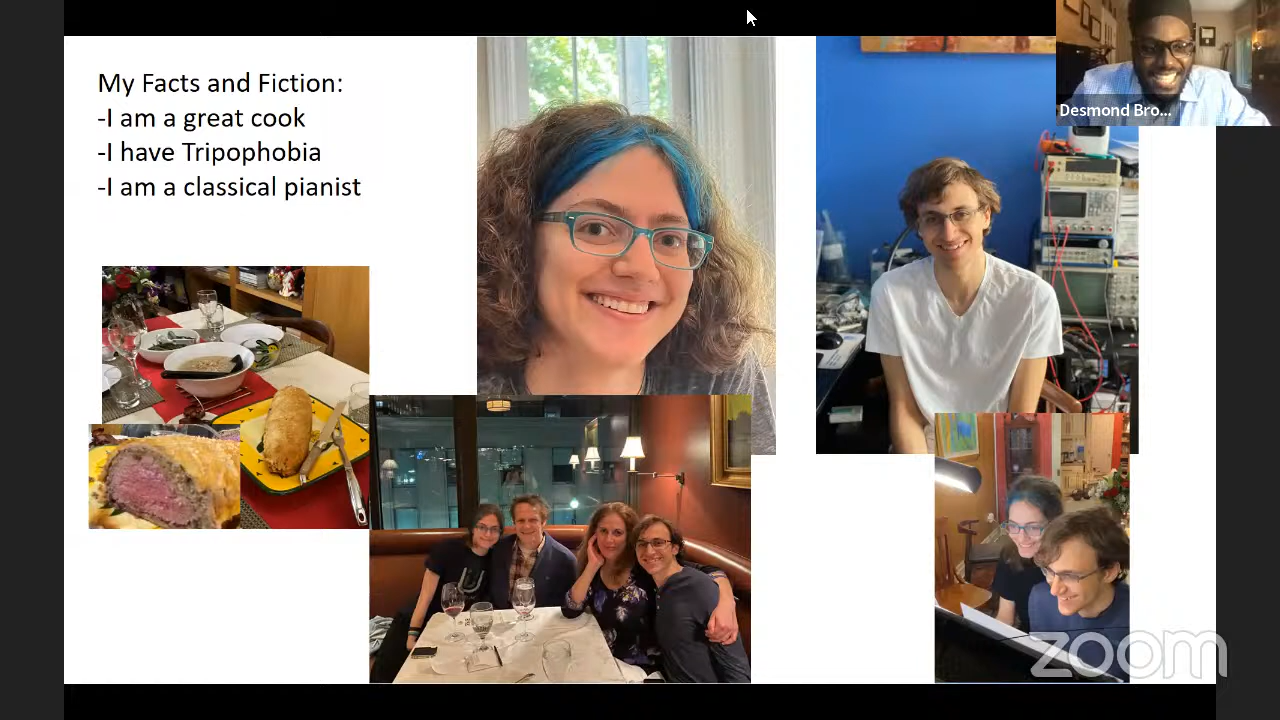 My Facts and Fiction:
-I am a great cook
-I have Tripophobia
-I am a classical pianist
Desmond Bro...
zoom